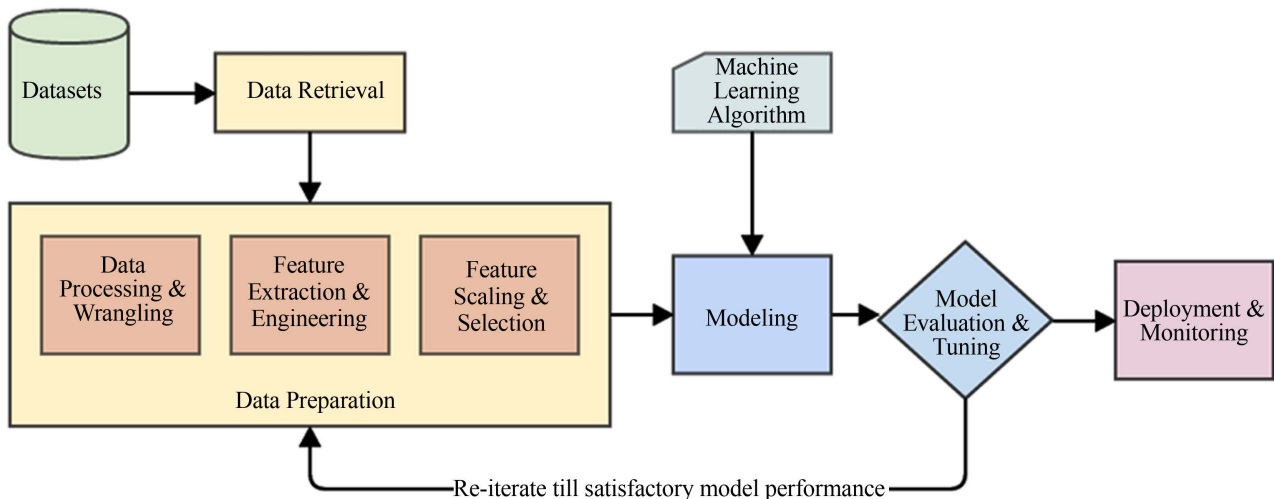 Datasets
Data Retrieval
Machine
Learning
Algorithm
Data
Processing &
Wrangling
Feature
Extraction &
Engineering
Feature
Scaling &
Selection
Data Preparation
Modeling
Model
Evaluation &
Tuning
Deployment &
Monitoring
Re-iterate till satisfactory model performance